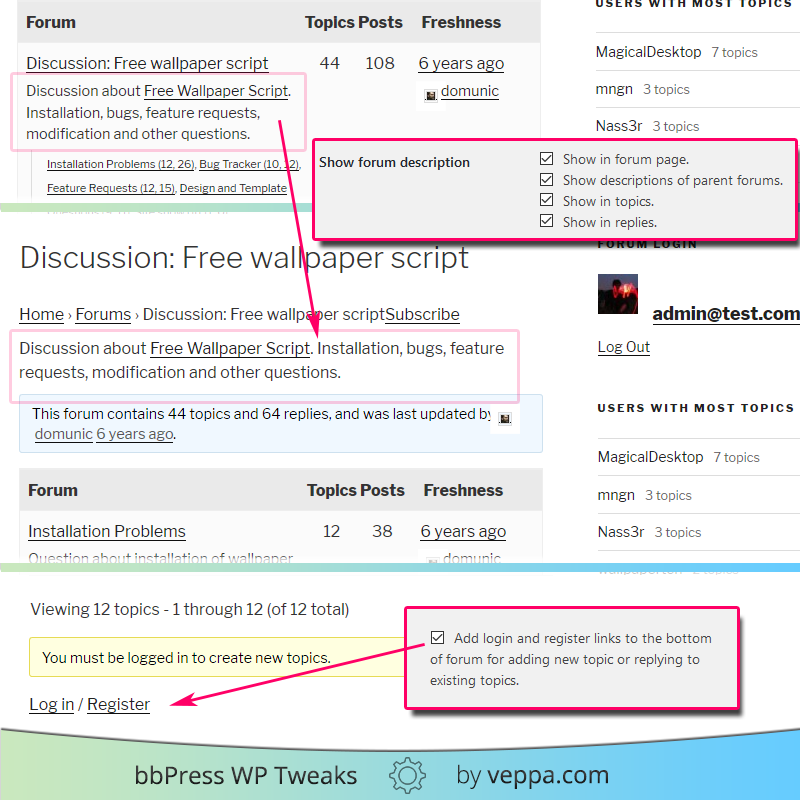 Forum Topics Posts Freshness
Discussion: Free wallpaper script 44 108 6 years ago
Discussion about Free Wallpaper Script.
Installation, bugs, feature requests,
modification and other questions.
domunic
Installation Problems (12, 26), Bug Tracker (10, 12),
Feature Requests (12, 15), Design and Template
USERS WITH MOST TOPICS
MagicalDesktop 7 topics
mngn 3 topics
Nass3r 3 topics
Show forum description
Show in forum page.
Show descriptions of parent forums.
Show in topics.
Show in replies.
Discussion: Free wallpaper script
Home › Forums › Discussion: Free wallpaper scriptSubscribe
Discussion about Free Wallpaper Script. Installation, bugs, feature
requests, modification and other questions.
This forum contains 44 topics and 64 replies, and was last updated by
domunic 6 years ago.
Forum Topics Posts Freshness
Installation Problems 12 38 6 years ago
Question about installation of wallpaper domunic
FORUM LOGIN
admin@test.com
Log Out
USERS WITH MOST TOPICS
MagicalDesktop 7 topics
mngn 3 topics
Nass3r 3 topics
Viewing 12 topics - 1 through 12 (of 12 total)
You must be logged in to create new topics.
Log in / Register
Add login and register links to the bottom
of forum for adding new topic or replying to
existing topics.
bbPress WP Tweaks by veppa.com